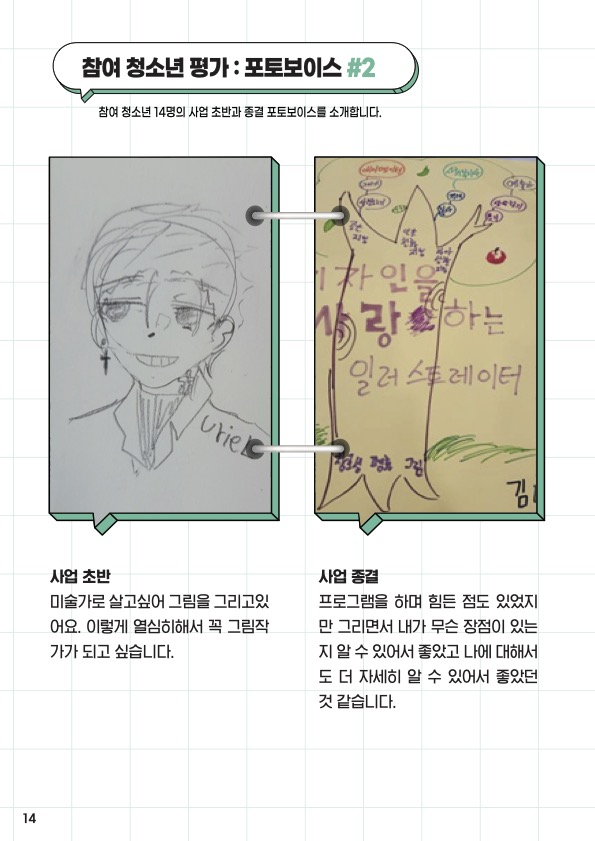 참여 청소년 평가 : 포토보이스 #2
참여 청소년 14명의 사업 초반과 종결 포토보이스를 소개합니다.
uriel
자인을
사랑하는
일러스트레이터
그림
김
사업 초반
미술가로 살고싶어 그림을 그리고있
어요. 이렇게 열심히해서 꼭 그림작
가가 되고 싶습니다.
사업 종결
프로그램을 하며 힘든 점도 있었지
만 그리면서 내가 무슨 장점이 있는
지 알 수 있어서 좋았고 나에 대해서
도 더 자세히 알 수 있어서 좋았던
것 같습니다.
14